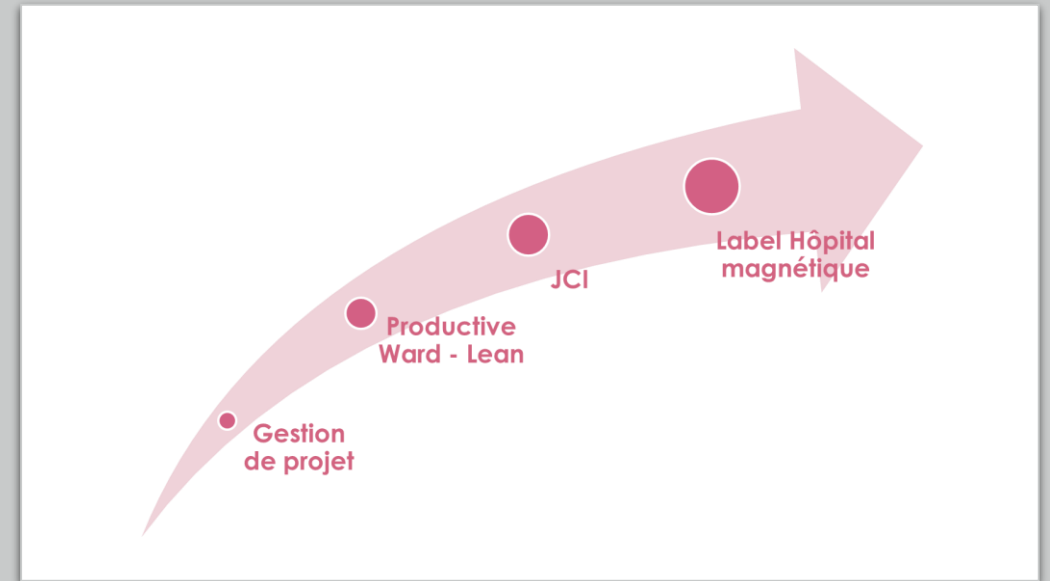 Label Hôpital
magnétique
JCI
Productive
Ward - Lean
Gestion
de projet